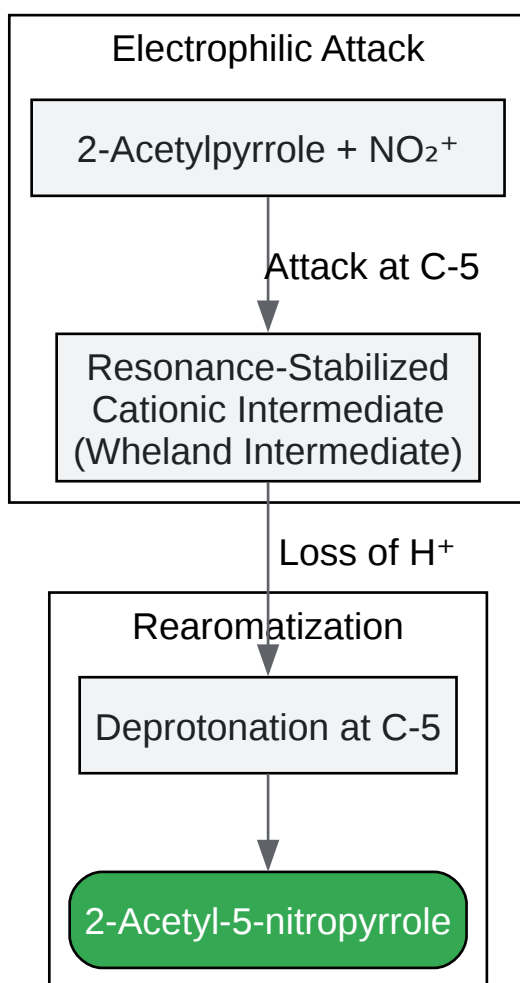 Electrophilic Attack
2-Acetylpyrrole + NO₂⁺
Attack at C-5
Resonance-Stabilized
Cationic Intermediate
(Wheland Intermediate)
Loss of H⁺
Rearomatization
Deprotonation at C-5
2-Acetyl-5-nitropyrrole